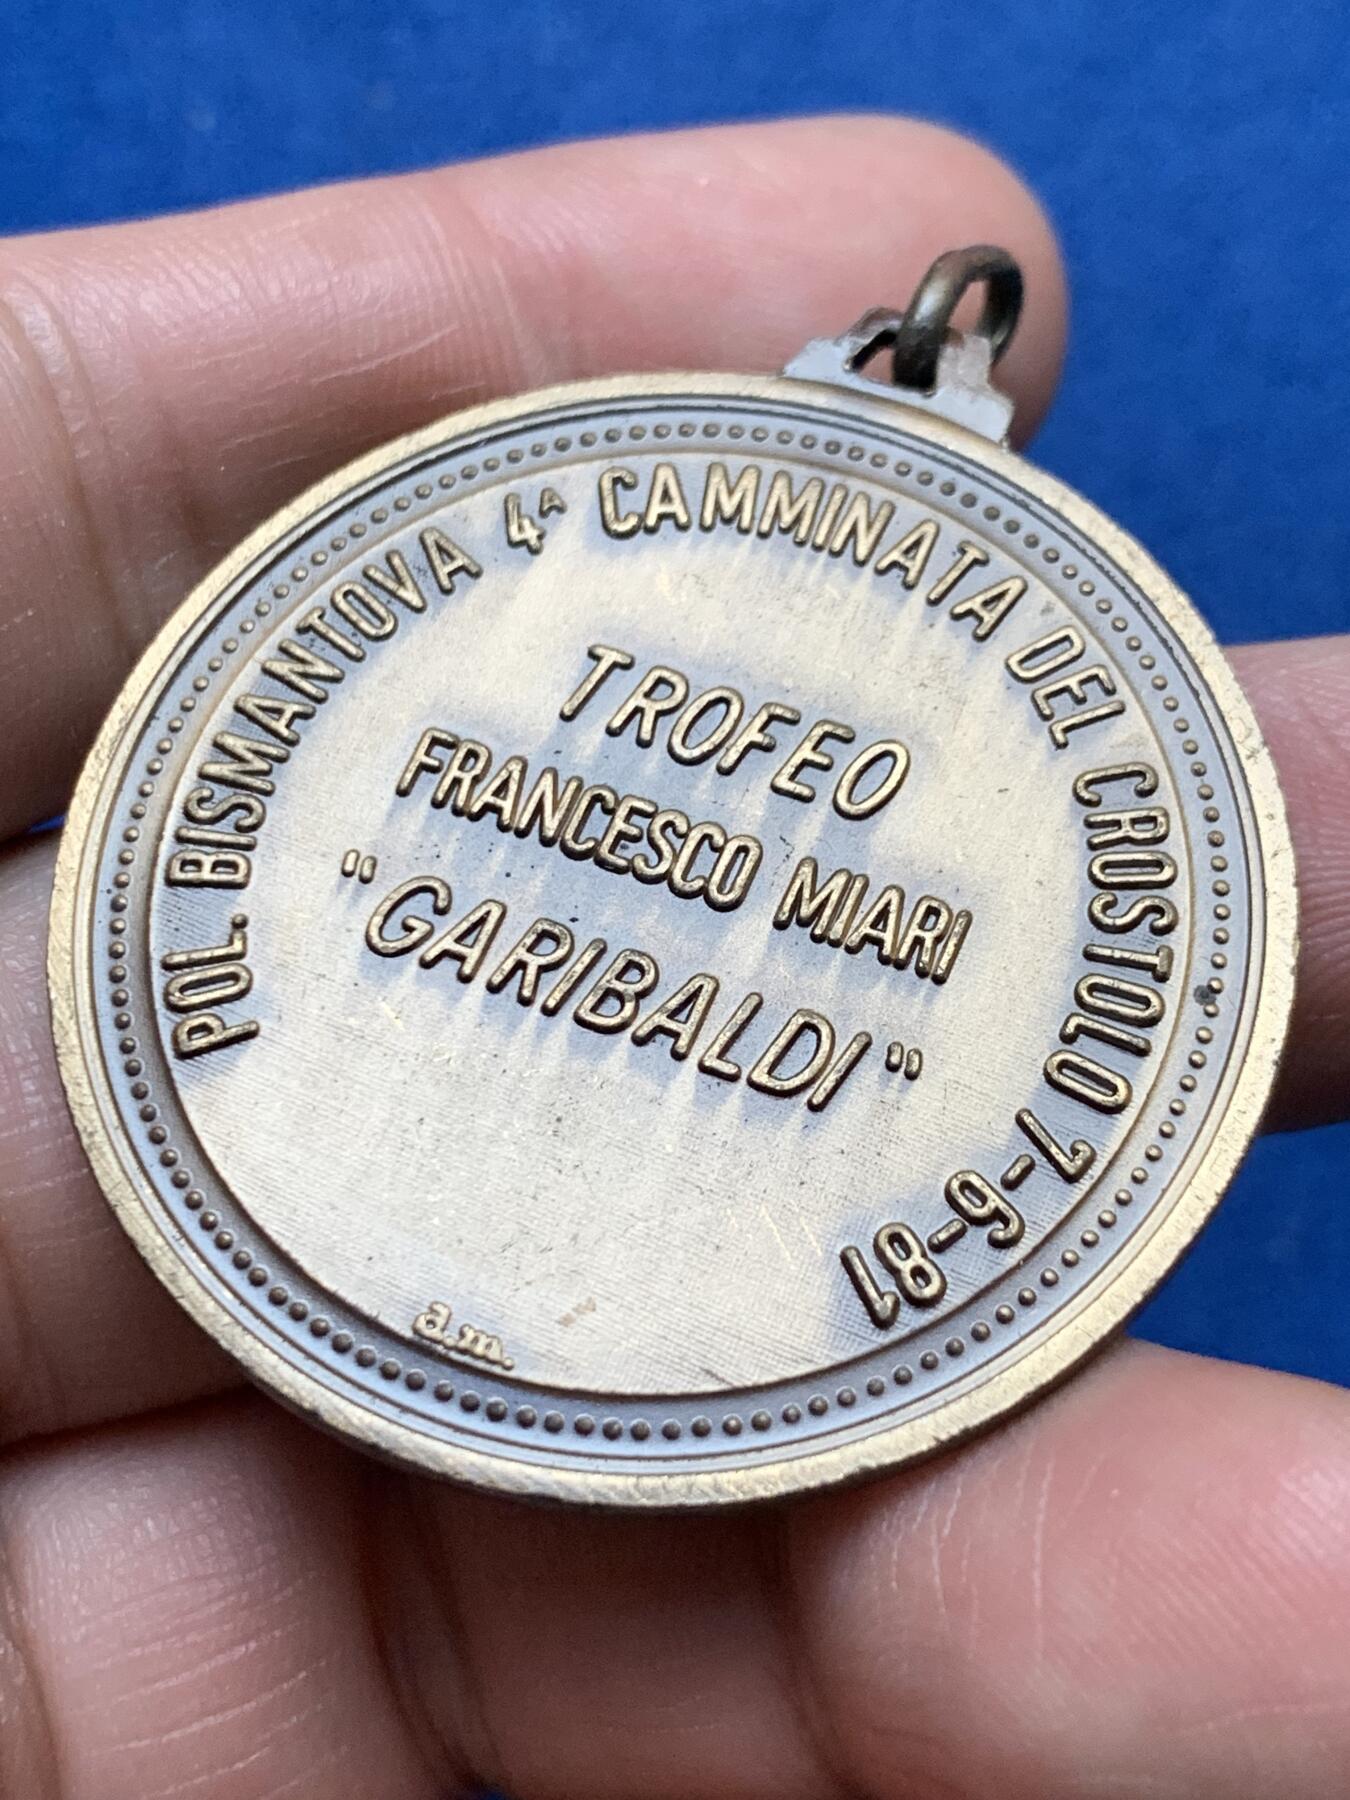 POL. BISMANTOVA 4ᴬ CAMMINATA DEL CROSTOLO 7-6-81
TROFEO
FRANCESCO MIARI
"GARIBALDI"
a.m.